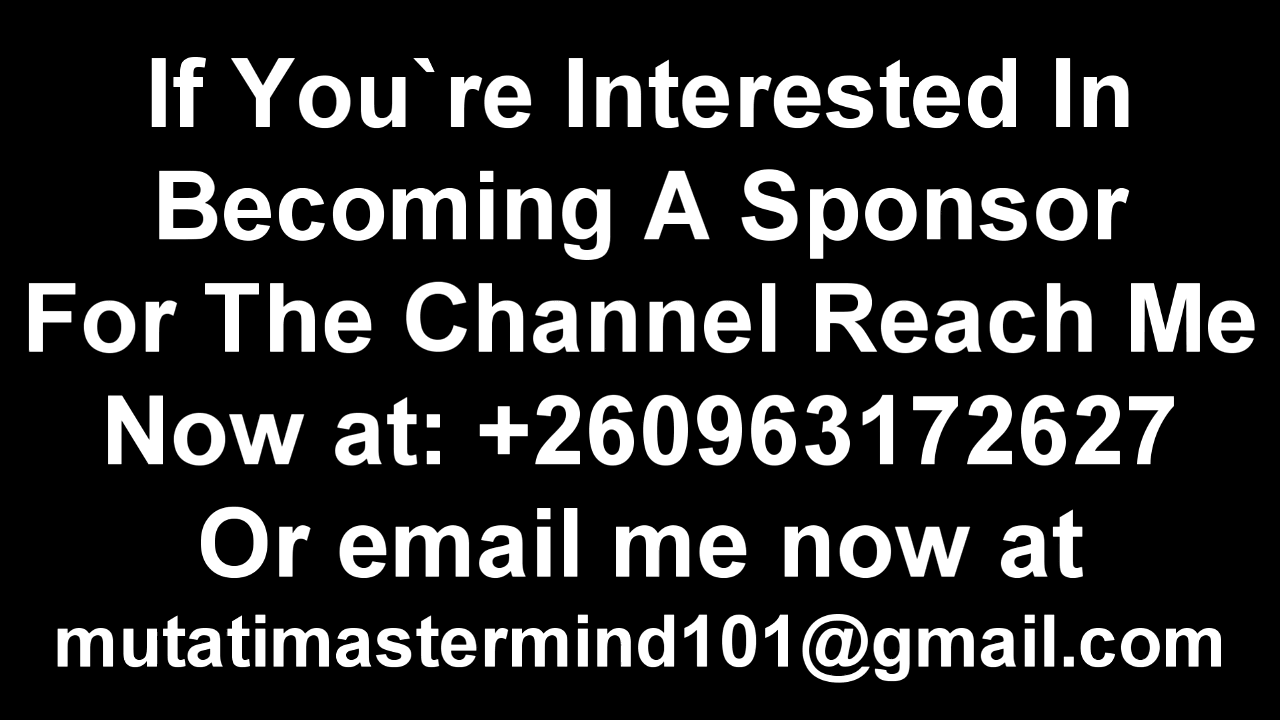 If You`re Interested In
Becoming A Sponsor
For The Channel Reach Me
Now at: +260963172627
Or email me now at
mutatimastermind101@gmail.com